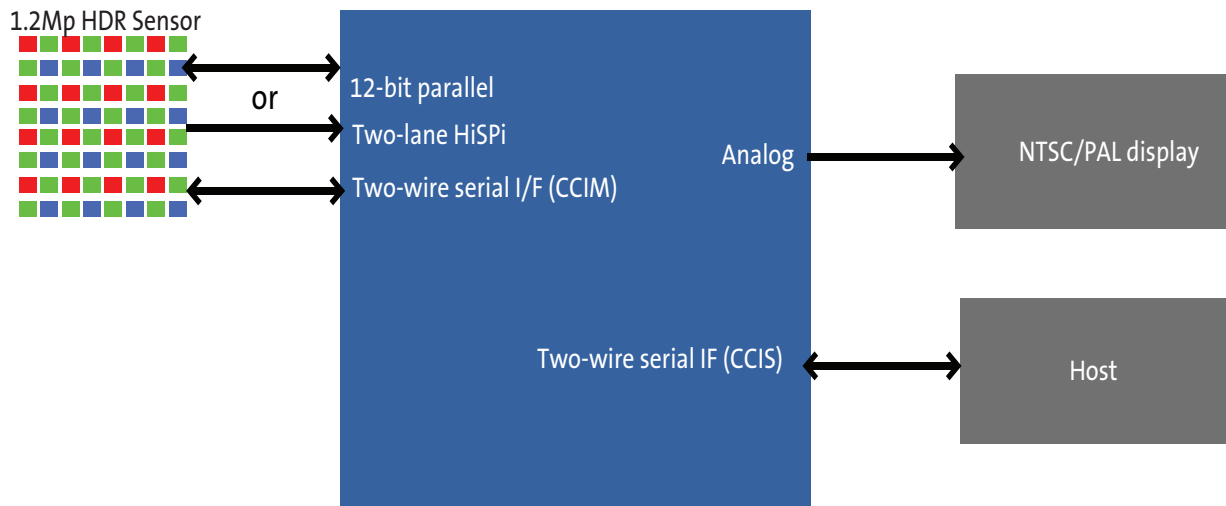 1.2Mp HDR Sensor
or
12-bit parallel
Two-lane HiSPi
Two-wire serial I/F (CCIM)
Analog
NTSC/PAL display
Two-wire serial IF (CCIS)
Host